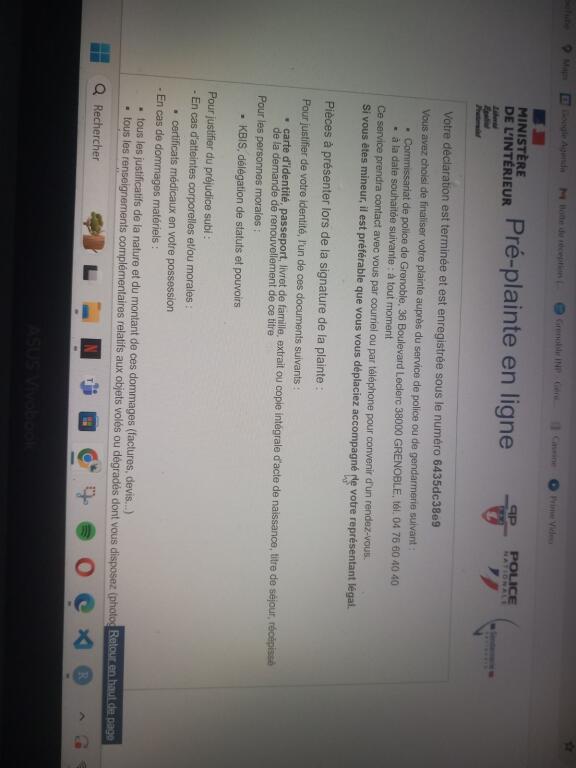 Maps
Google Agenda
Boîte de réception (...
Grenoble INP - Géni...
Caseine
Prime Video
MINISTÈRE
DE L'INTÉRIEUR
Liberté
Égalité
Fraternité
Pré-plainte en ligne
PP
POLICE
NATIONALE
Gendarmerie
nationale
Votre déclaration est terminée et est enregistrée sous le numéro 6435dc38e9
Vous avez choisi de finaliser votre plainte auprès du service de police ou de gendarmerie suivant :
• Commissariat de police de Grenoble, 36 Boulevard Leclerc 38000 GRENOBLE, tél. 04 76 60 40 40
• à la date souhaitée suivante : à tout moment
Ce service prendra contact avec vous par courriel ou par téléphone pour convenir d'un rendez-vous.
Si vous êtes mineur, il est préférable que vous vous déplaciez accompagné de votre représentant légal.
Pièces à présenter lors de la signature de la plainte :
Pour justifier de votre identité, l'un de ces documents suivants :
• carte d'identité, passeport, livret de famille, extrait ou copie intégrale d'acte de naissance, titre de séjour, récépissé
de la demande de renouvellement de ce titre
Pour les personnes morales :
• KBIS, délégation de statuts et pouvoirs
Pour justifier du préjudice subi :
- En cas d'atteintes corporelles et/ou morales :
• certificats médicaux en votre possession
- En cas de dommages matériels :
• tous les justificatifs de la nature et du montant de ces dommages (factures, devis...)
• tous les renseignements complémentaires relatifs aux objets volés ou dégradés dont vous disposez (photog
Retour en haut de page
Rechercher
ASUS Vivobook